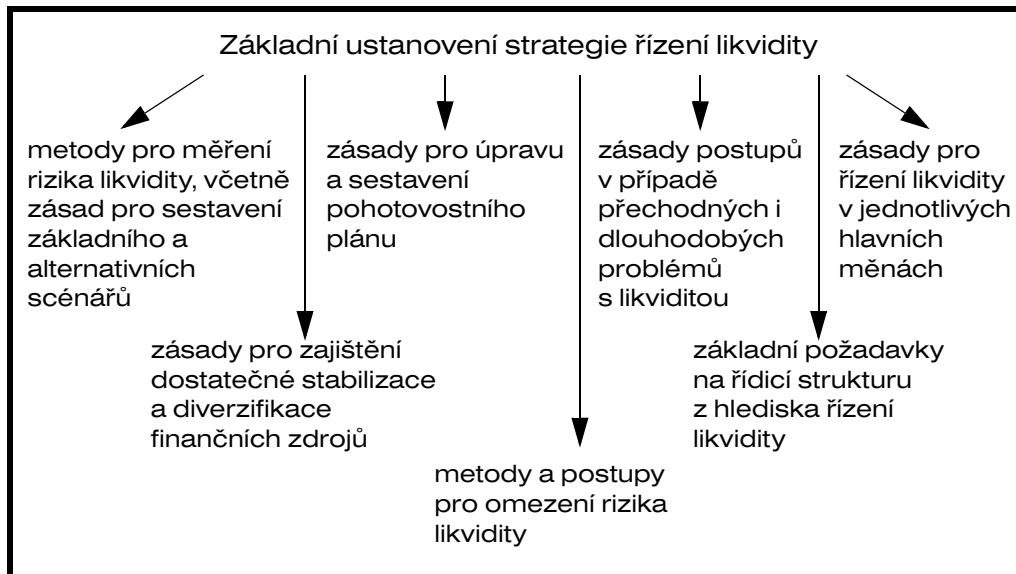 Základní ustanovení strategie řízení likvidity
metody pro měření
rizika likvidity, včetně
zásad pro sestavení
základního a
alternativních
scénářů
zásady pro zajištění
dostatečné stabilizace
a diverzifikace
finančních zdrojů
zásady pro úpravu
a sestavení
pohotovostního
plánu
metody a postupy
pro omezení rizika
likvidity
zásady postupů
v případě
přechodných i
dlouhodobých
problémů
s likviditou
základní požadavky
na řídicí strukturu
z hlediska řízení
likvidity
zásady pro
řízení likvidity
v jednotlivých
hlavních
měnách